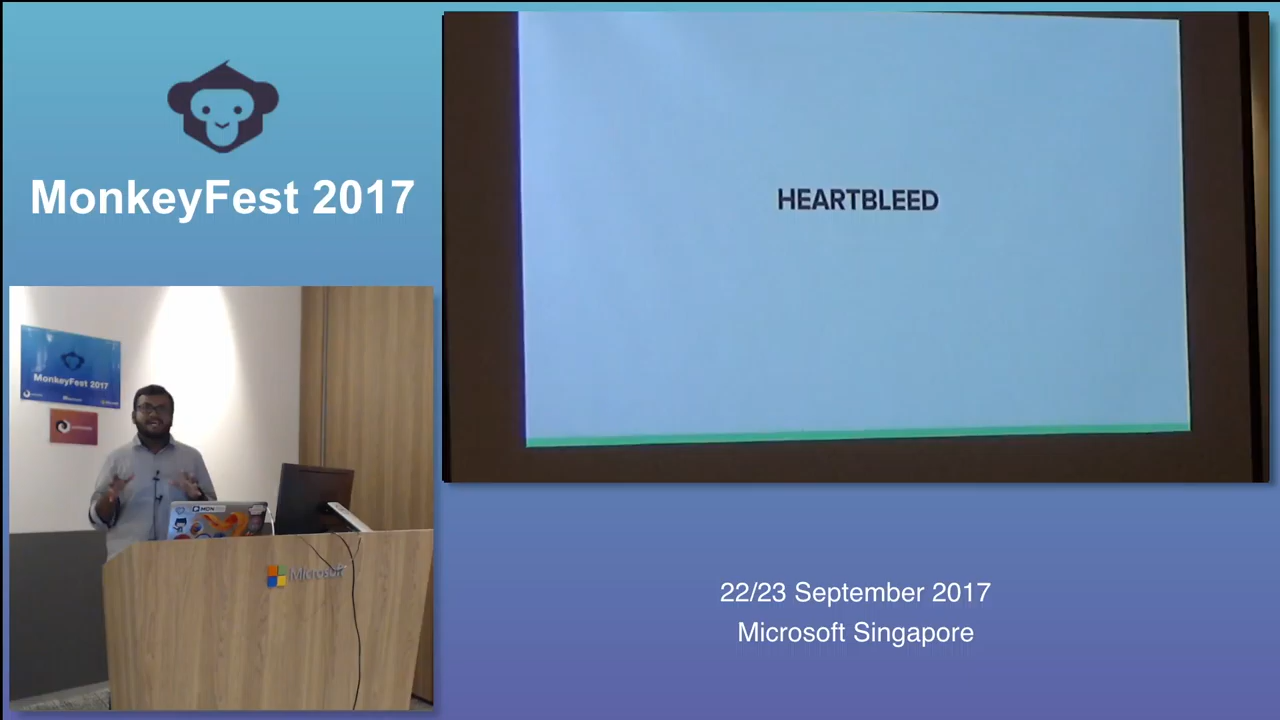 MonkeyFest 2017
HEARTBLEED
MonkeyFest 2017
Microsoft
22/23 September 2017
Microsoft Singapore